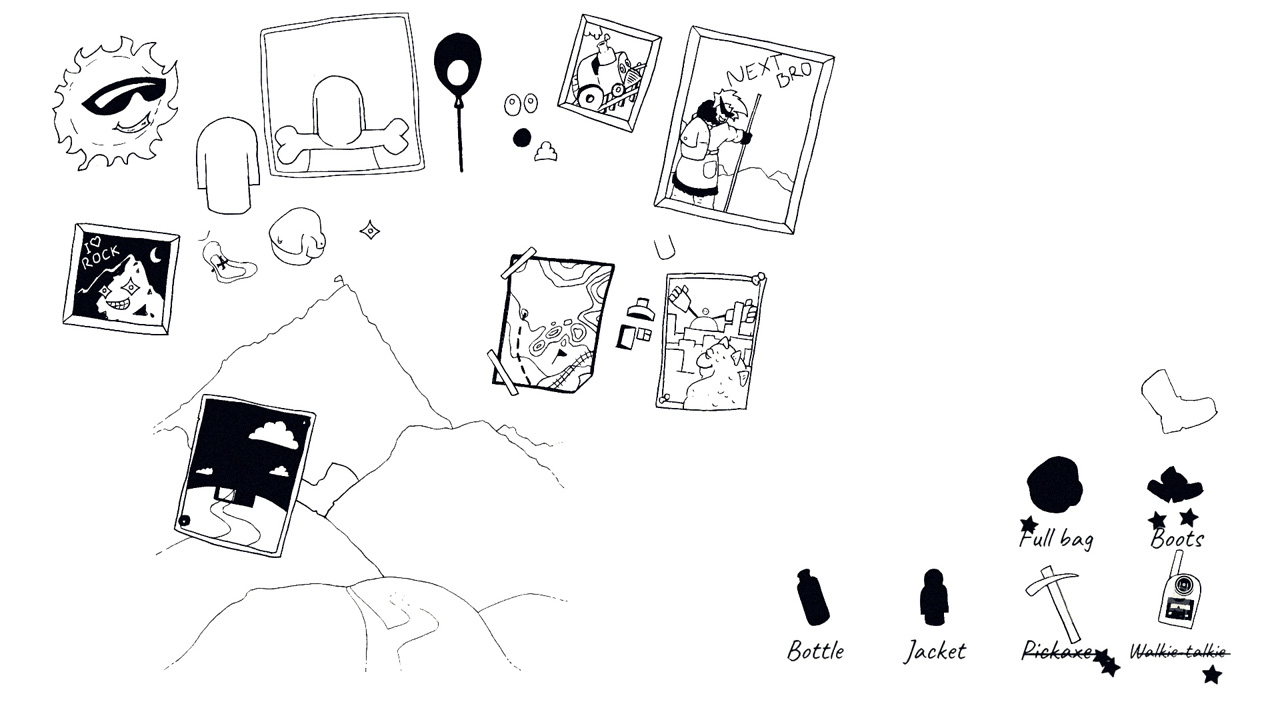 NEXT
BRO
I♡
ROCK
Full bag
Boots
Bottle
Jacket
Pickaxe
Walkie-talkie